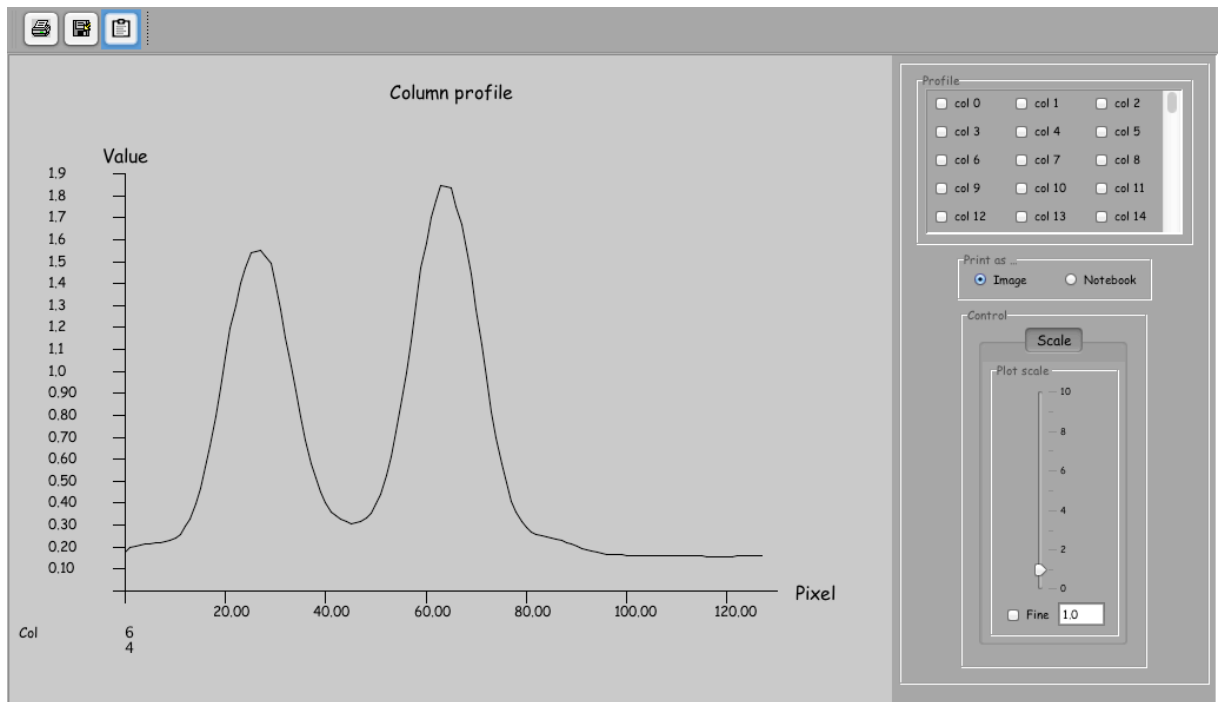 Column profile
Value
1.9
1.8
1.7
1.6
1.5
1.4
1.3
1.2
1.1
1.0
0.90
0.80
0.70
0.60
0.50
0.40
0.30
0.20
0.10
20.00 40.00 60.00 80.00 100.00 120.00
Pixel
Col 6
4
Profile
col 0 col 1 col 2
col 3 col 4 col 5
col 6 col 7 col 8
col 9 col 10 col 11
col 12 col 13 col 14
Print as ...
Image Notebook
Control
Scale
Plot scale
10
8
6
4
2
0
Fine 1.0